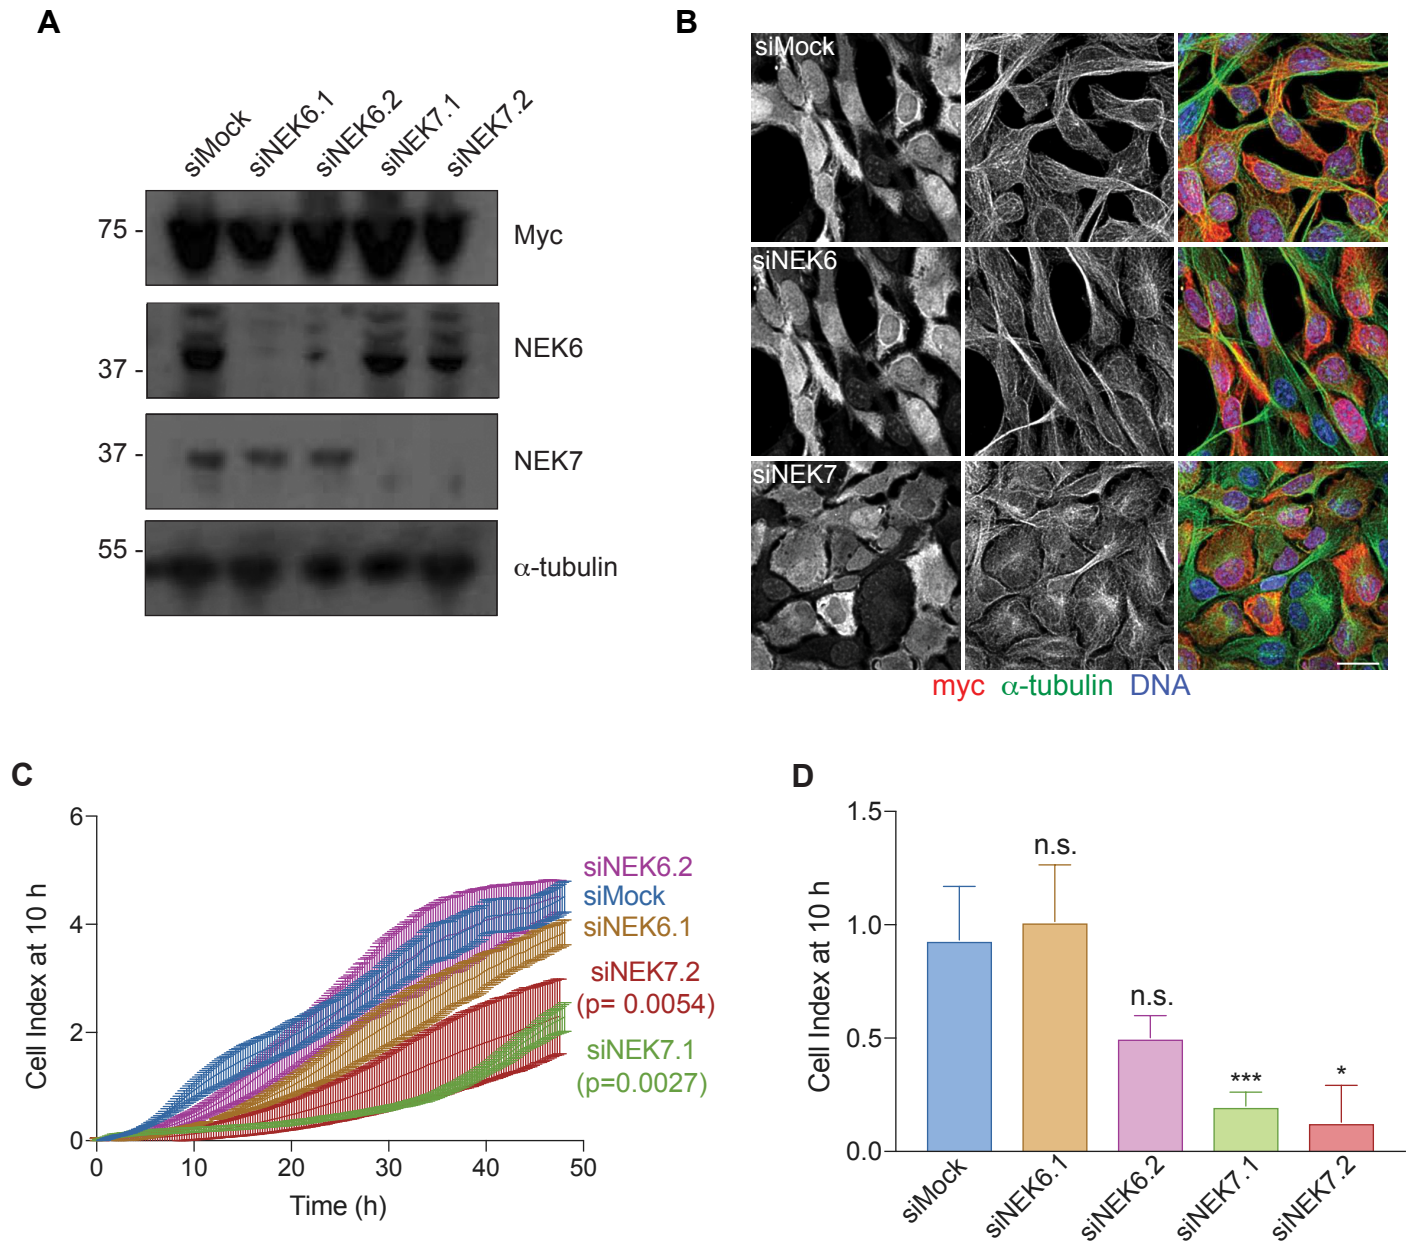 A
siMock
siNEK6.1
siNEK6.2
siNEK7.1
siNEK7.2
75 -
Myc
37 -
NEK6
37 -
NEK7
55 -
α-tubulin
B
siMock
siNEK6
siNEK7
myc α-tubulin DNA
C
Cell Index at 10 h
6
4
2
0
0 10 20 30 40 50
Time (h)
siNEK6.2
siMock
siNEK6.1
siNEK7.2
(p= 0.0054)
siNEK7.1
(p=0.0027)
D
Cell Index at 10 h
1.5
1.0
0.5
0.0
n.s.
n.s.
***
*
siMock
siNEK6.1
siNEK6.2
siNEK7.1
siNEK7.2